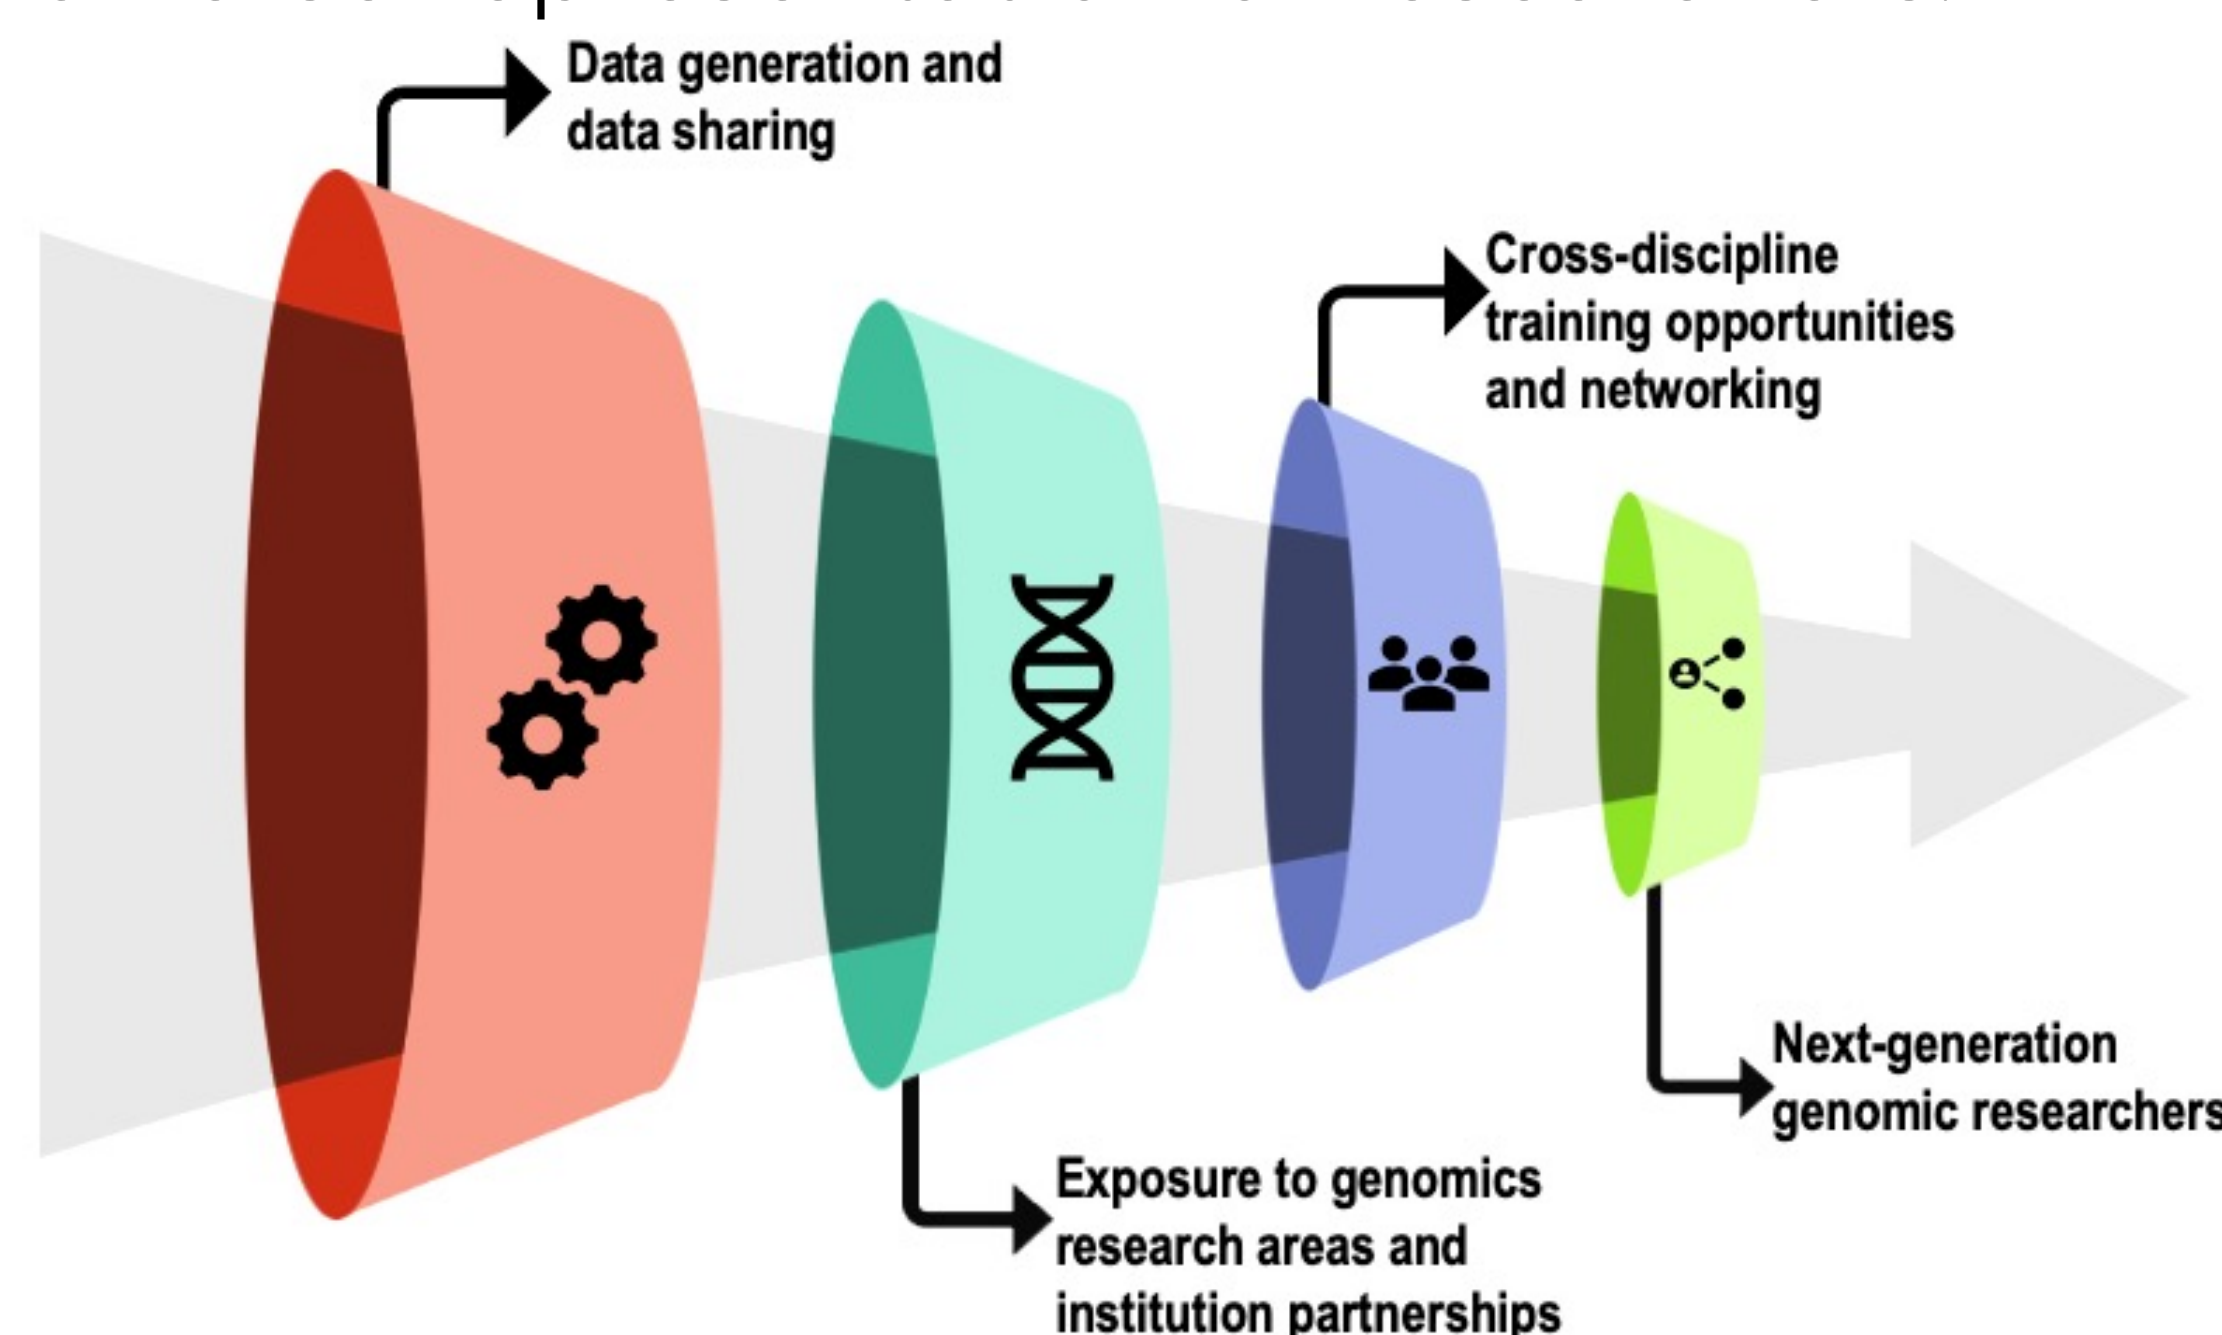 Data generation and
data sharing
Cross-discipline
training opportunities
and networking
Next-generation
genomic researchers
Exposure to genomics
research areas and
institution partnerships